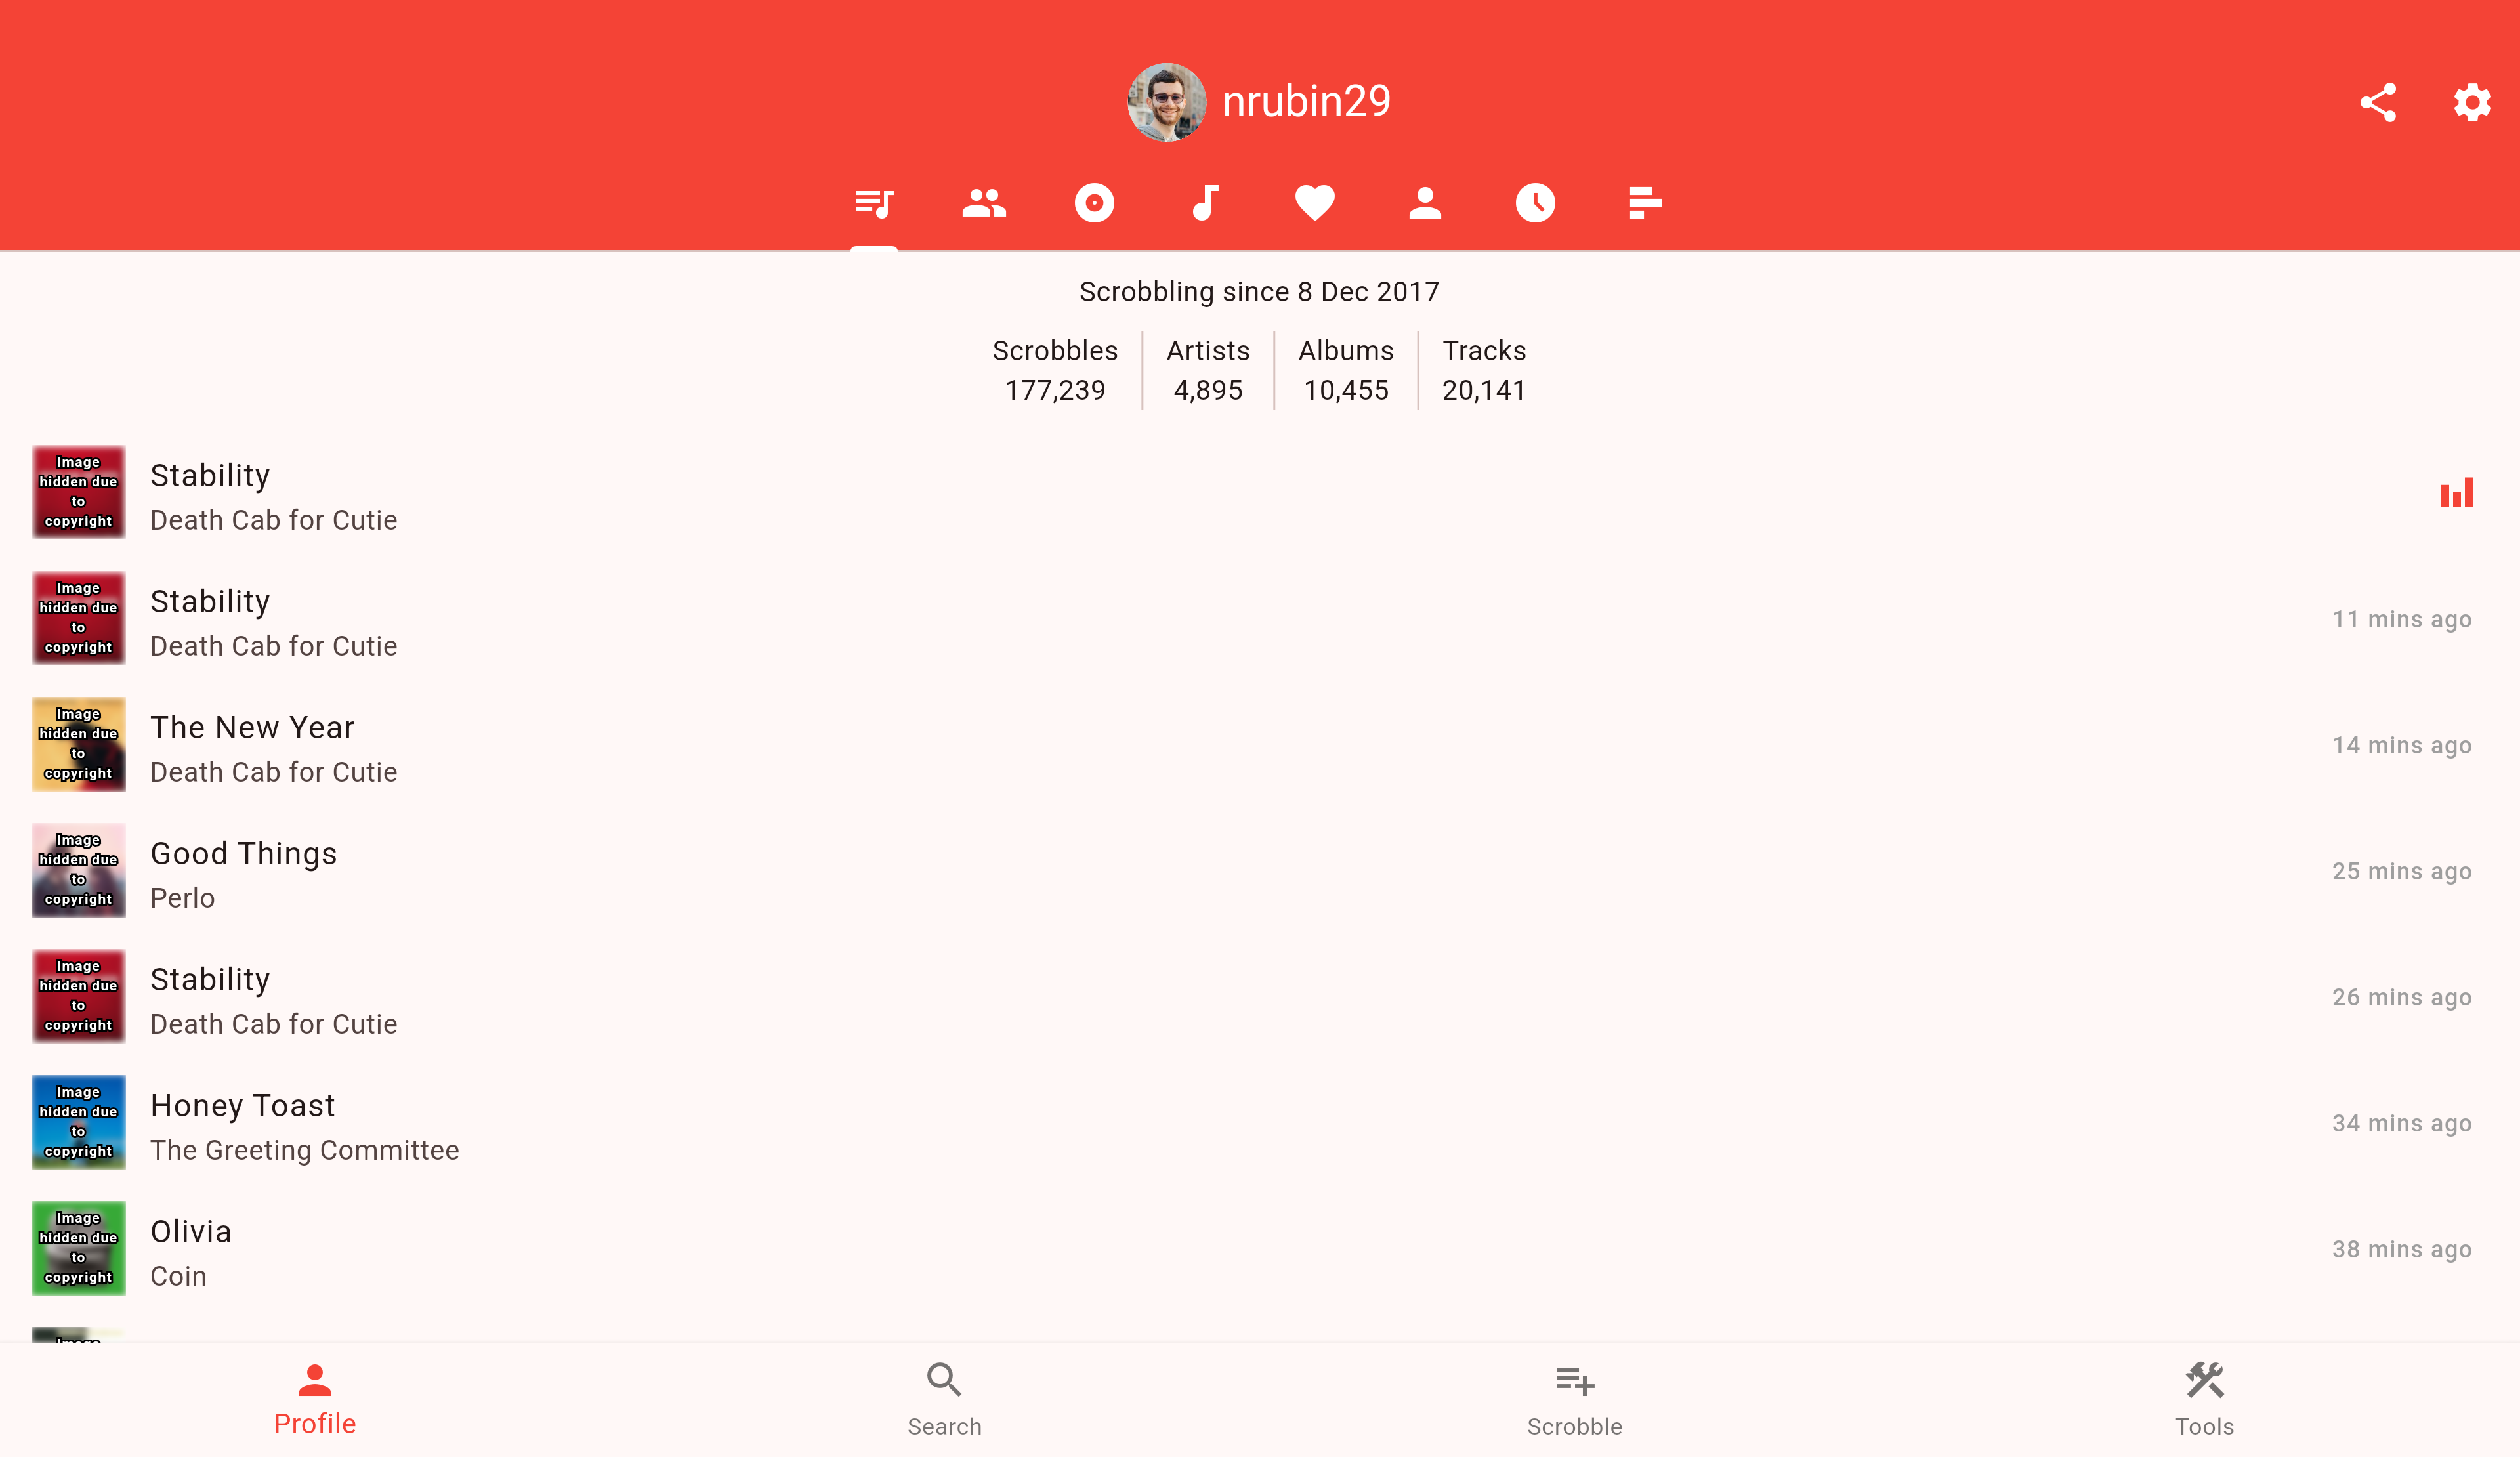 nrubin29
Scrobbling since 8 Dec 2017
Scrobbles Artists Albums Tracks
177,239 4,895 10,455 20,141
Image
hidden due
to
copyright
Stability
Death Cab for Cutie
Image
hidden due
to
copyright
Stability
Death Cab for Cutie
11 mins ago
Image
hidden due
to
copyright
The New Year
Death Cab for Cutie
14 mins ago
Image
hidden due
to
copyright
Good Things
Perlo
25 mins ago
Image
hidden due
to
copyright
Stability
Death Cab for Cutie
26 mins ago
Image
hidden due
to
copyright
Honey Toast
The Greeting Committee
34 mins ago
Image
hidden due
to
copyright
Olivia
Coin
38 mins ago
Profile Search Scrobble Tools